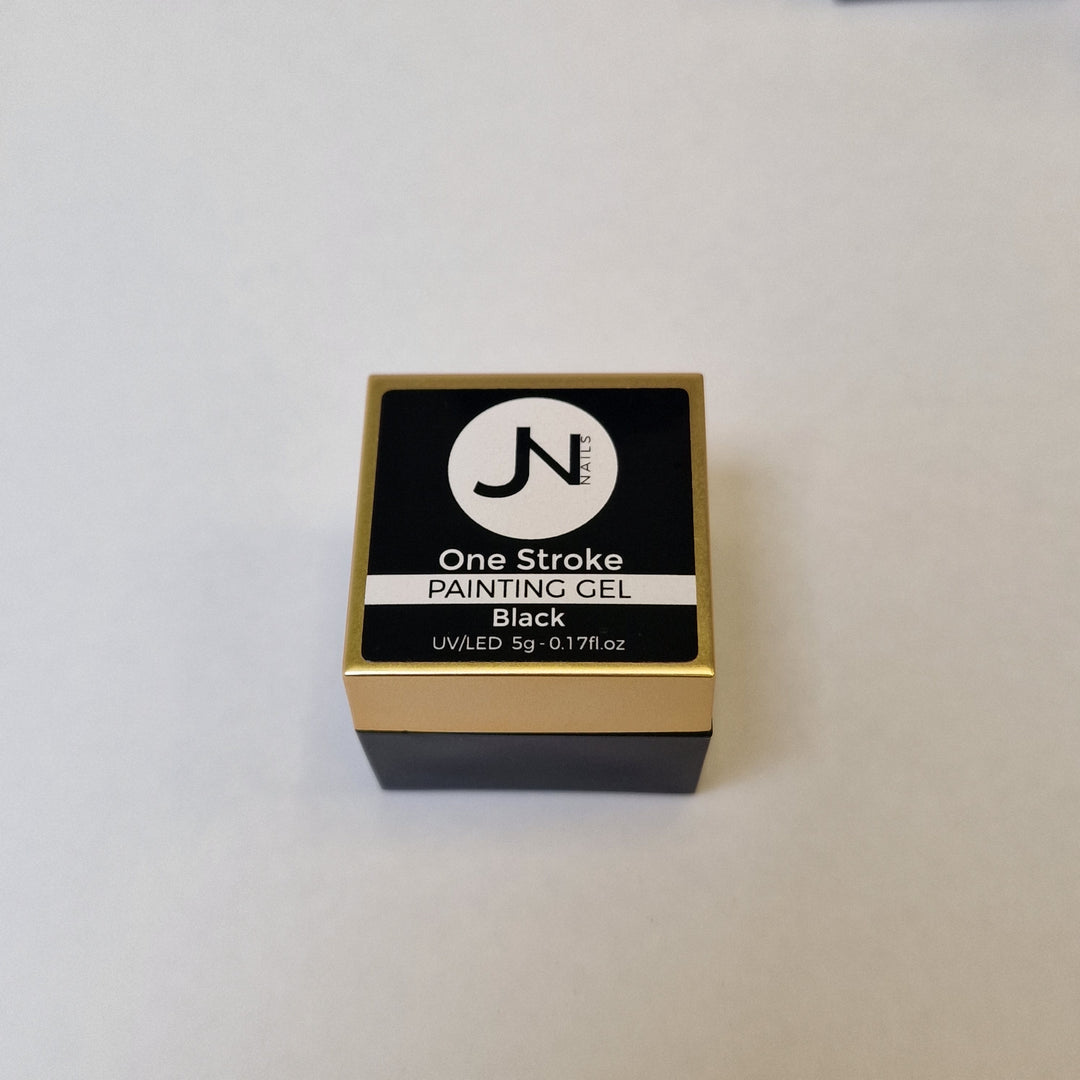 JN NAILS
One Stroke
PAINTING GEL
Black
UV/LED 5g - 0.17fl.oz